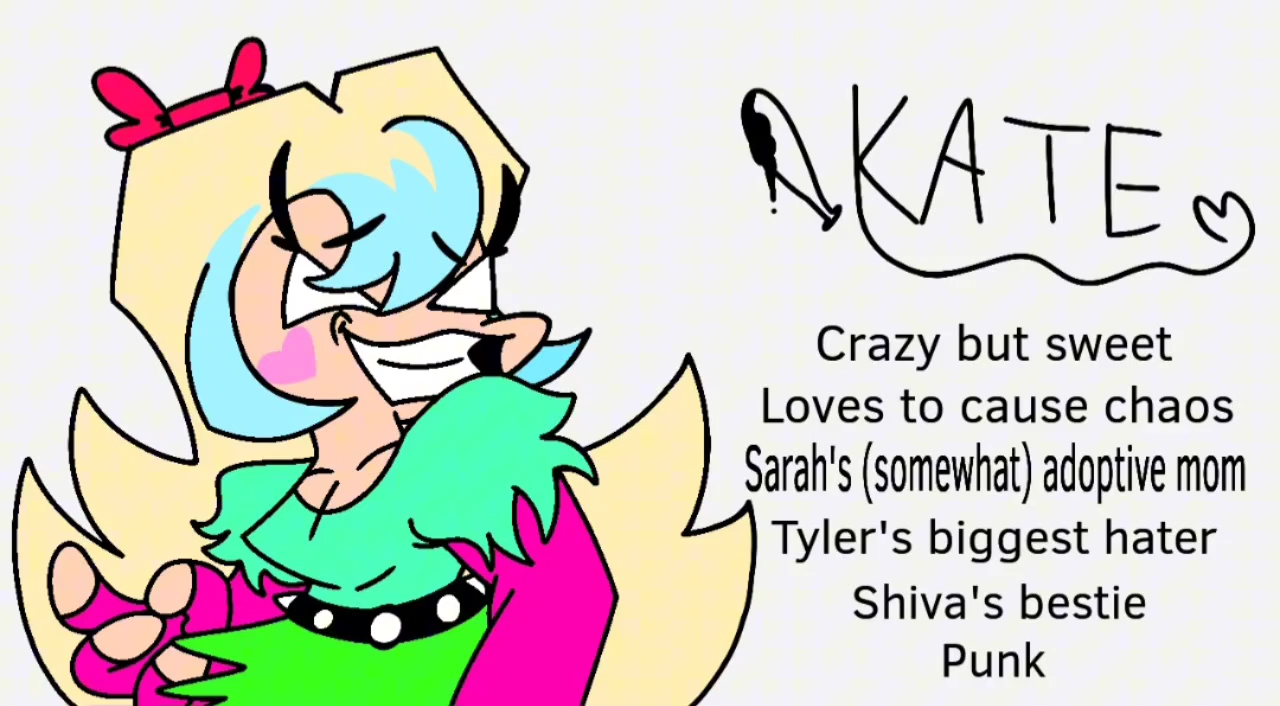 KATE
Crazy but sweet
Loves to cause chaos
Sarah's (somewhat) adoptive mom
Tyler's biggest hater
Shiva's bestie
Punk